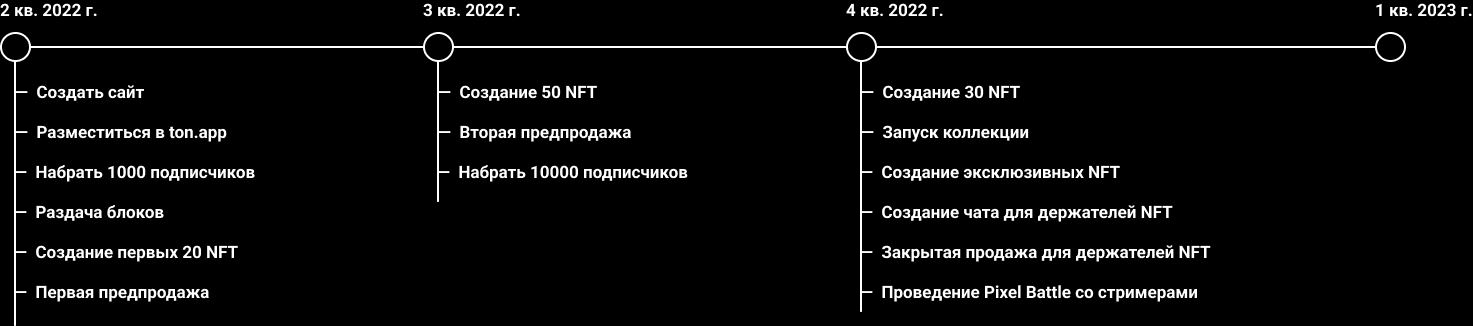 2 кв. 2022 г.
3 кв. 2022 г.
4 кв. 2022 г.
1 кв. 2023 г.
Создать сайт
Разместиться в ton.app
Набрать 1000 подписчиков
Раздача блоков
Создание первых 20 NFT
Первая предпродажа
Создание 50 NFT
Вторая предпродажа
Набрать 10000 подписчиков
Создание 30 NFT
Запуск коллекции
Создание эксклюзивных NFT
Создание чата для держателей NFT
Закрытая продажа для держателей NFT
Проведение Pixel Battle со стримерами